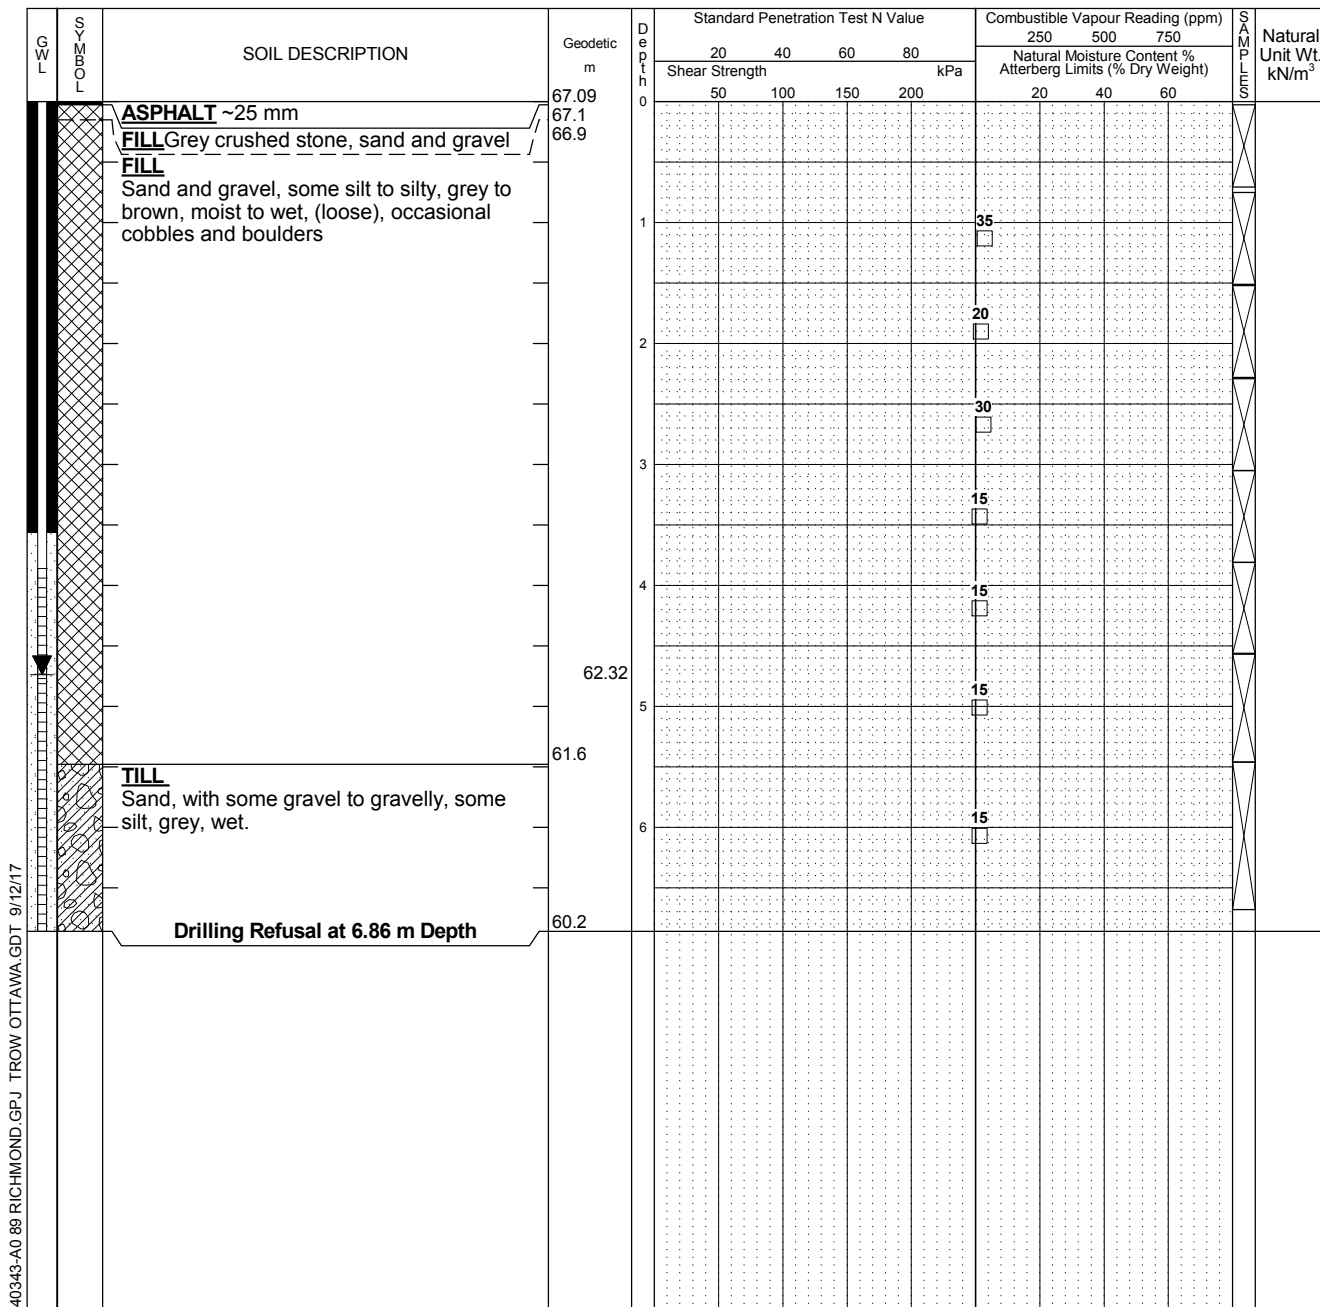 GWL
SYMBOL
SOIL DESCRIPTION
Geodetic
m
Depth
Standard Penetration Test N Value
20 40 60 80
Shear Strength kPa
50 100 150 200
Combustible Vapour Reading (ppm)
250 500 750
Natural Moisture Content %
Atterberg Limits (% Dry Weight)
20 40 60
SAMPLES
Natural
Unit Wt.
kN/m³
67.09
0
ASPHALT ~25 mm
67.1
FILL Grey crushed stone, sand and gravel
66.9
FILL
Sand and gravel, some silt to silty, grey to
brown, moist to wet, (loose), occasional
cobbles and boulders
1
35
20
2
30
3
15
4
15
62.32
15
5
61.6
TILL
Sand, with some gravel to gravelly, some
silt, grey, wet.
15
6
60.2
Drilling Refusal at 6.86 m Depth
40343-A0 89 RICHMOND.GPJ TROW OTTAWA.GDT 9/12/17